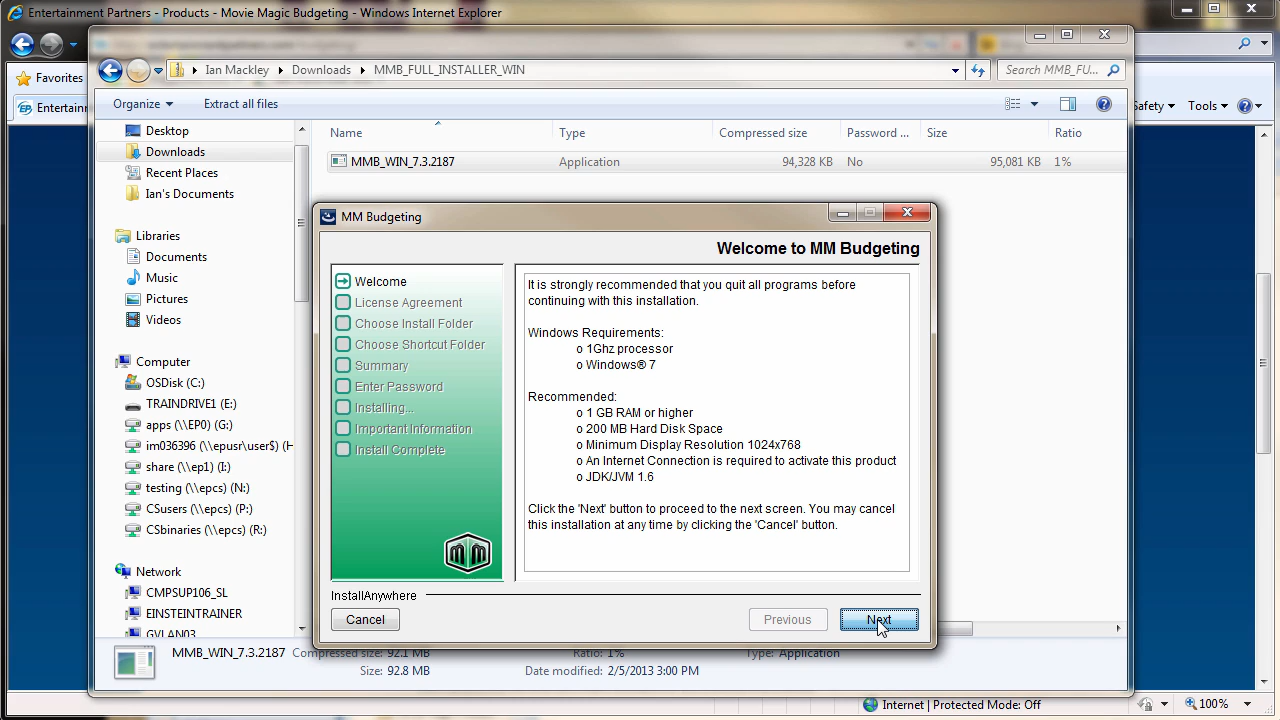 Entertainment Partners - Products - Movie Magic Budgeting - Windows Internet Explorer
Favorites
Entertainm
Safety
Tools
Ian Mackley
Downloads
MMB_FULL_INSTALLER_WIN
Search MMB_FU...
Organize
Extract all files
Name
Type
Compressed size
Password ...
Size
Ratio
MMB_WIN_7.3.2187
Application
94,328 KB
No
95,081 KB
1%
Desktop
Downloads
Recent Places
Ian's Documents
Libraries
Documents
Music
Pictures
Videos
Computer
OSDisk (C:)
TRAINDRIVE1 (E:)
apps (\\EP0) (G:)
im036396 (\\epusr\user$) (H
share (\\ep1) (I:)
testing (\\epcs) (N:)
CSusers (\\epcs) (P:)
CSbinaries (\\epcs) (R:)
Network
CMPSUP106_SL
EINSTEINTRAINER
GVLAN03
MM Budgeting
Welcome to MM Budgeting
Welcome
License Agreement
Choose Install Folder
Choose Shortcut Folder
Summary
Enter Password
Installing...
Important Information
Install Complete
It is strongly recommended that you quit all programs before
continuing with this installation.
Windows Requirements:
o 1Ghz processor
o Windows® 7
Recommended:
o 1 GB RAM or higher
o 200 MB Hard Disk Space
o Minimum Display Resolution 1024x768
o An Internet Connection is required to activate this product
o JDK/JVM 1.6
Click the 'Next' button to proceed to the next screen. You may cancel
this installation at any time by clicking the 'Cancel' button.
InstallAnywhere
Cancel
Previous
Next
MMB_WIN_7.3.2187
Compressed size: 92.1 MB
Ratio: 1%
Type: Application
Size: 92.8 MB
Date modified: 2/5/2013 3:00 PM
Internet | Protected Mode: Off
100%